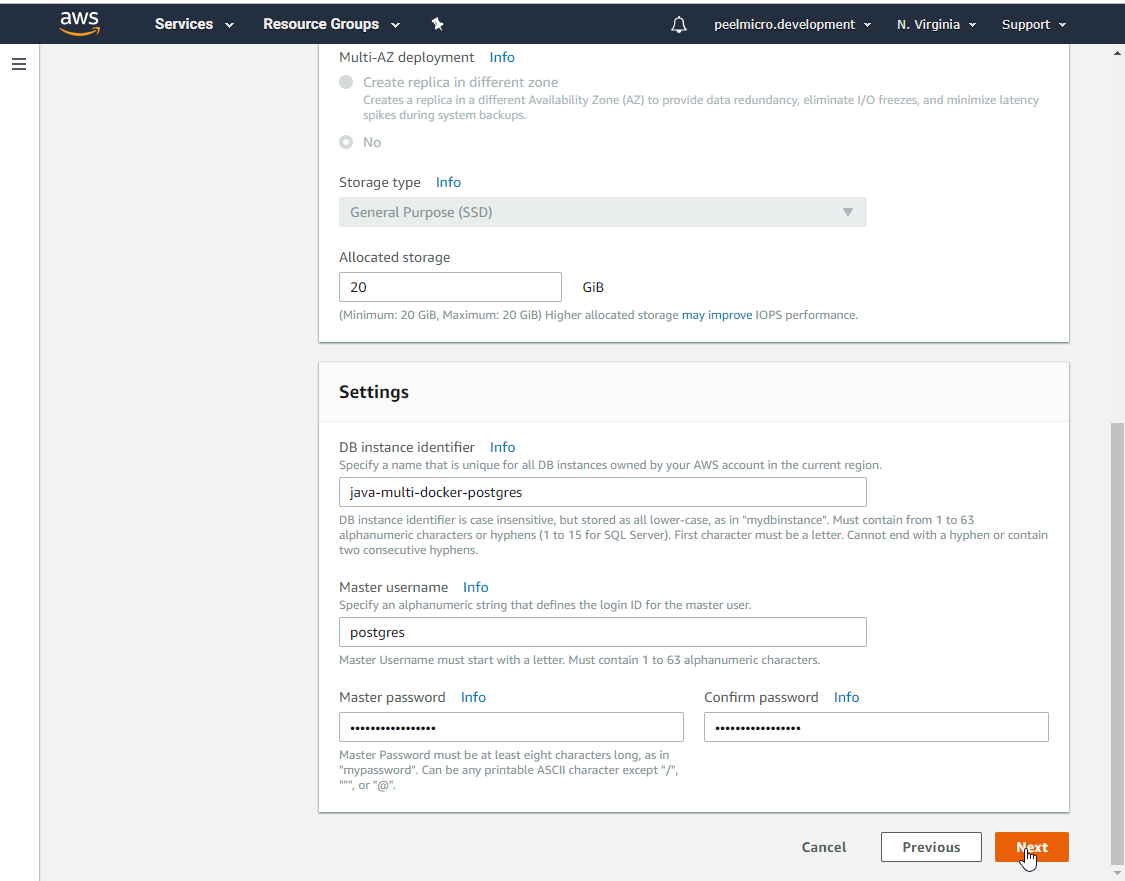 aws Services Resource Groups peelmicro.development N. Virginia Support
Multi-AZ deployment Info
Create replica in different zone
Creates a replica in a different Availability Zone (AZ) to provide data redundancy, eliminate I/O freezes, and minimize latency
spikes during system backups.
No
Storage type Info
General Purpose (SSD)
Allocated storage
20 GiB
(Minimum: 20 GiB, Maximum: 20 GiB) Higher allocated storage may improve IOPS performance.
Settings
DB instance identifier Info
Specify a name that is unique for all DB instances owned by your AWS account in the current region.
java-multi-docker-postgres
DB instance identifier is case insensitive, but stored as all lower-case, as in "mydbinstance". Must contain from 1 to 63
alphanumeric characters or hyphens (1 to 15 for SQL Server). First character must be a letter. Cannot end with a hyphen or contain
two consecutive hyphens.
Master username Info
Specify an alphanumeric string that defines the login ID for the master user.
postgres
Master Username must start with a letter. Must contain 1 to 63 alphanumeric characters.
Master password Info Confirm password Info
••••••••••••••••• •••••••••••••••••
Master Password must be at least eight characters long, as in
"mypassword". Can be any printable ASCII character except "/",
""", or "@".
Cancel Previous Next